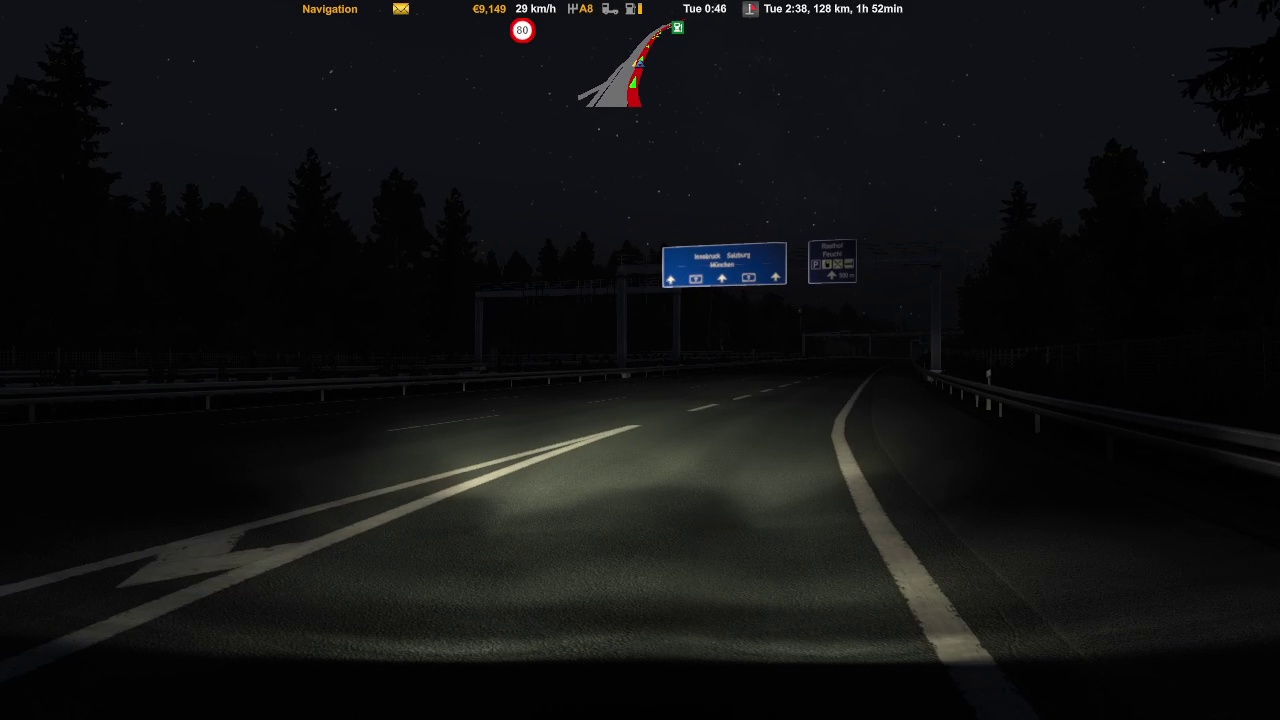 Navigation €9,149 29 km/h A8 Tue 0:46 Tue 2:38, 128 km, 1h 52min
80
Innsbruck Salzburg
München
Rasthof
Feucht
P